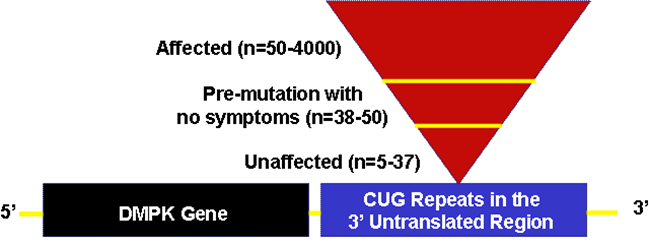 Affected (n=50-4000)
Pre-mutation with
no symptoms (n=38-50)
Unaffected (n=5-37)
5’
DMPK Gene
CUG Repeats in the
3’ Untranslated Region
3’